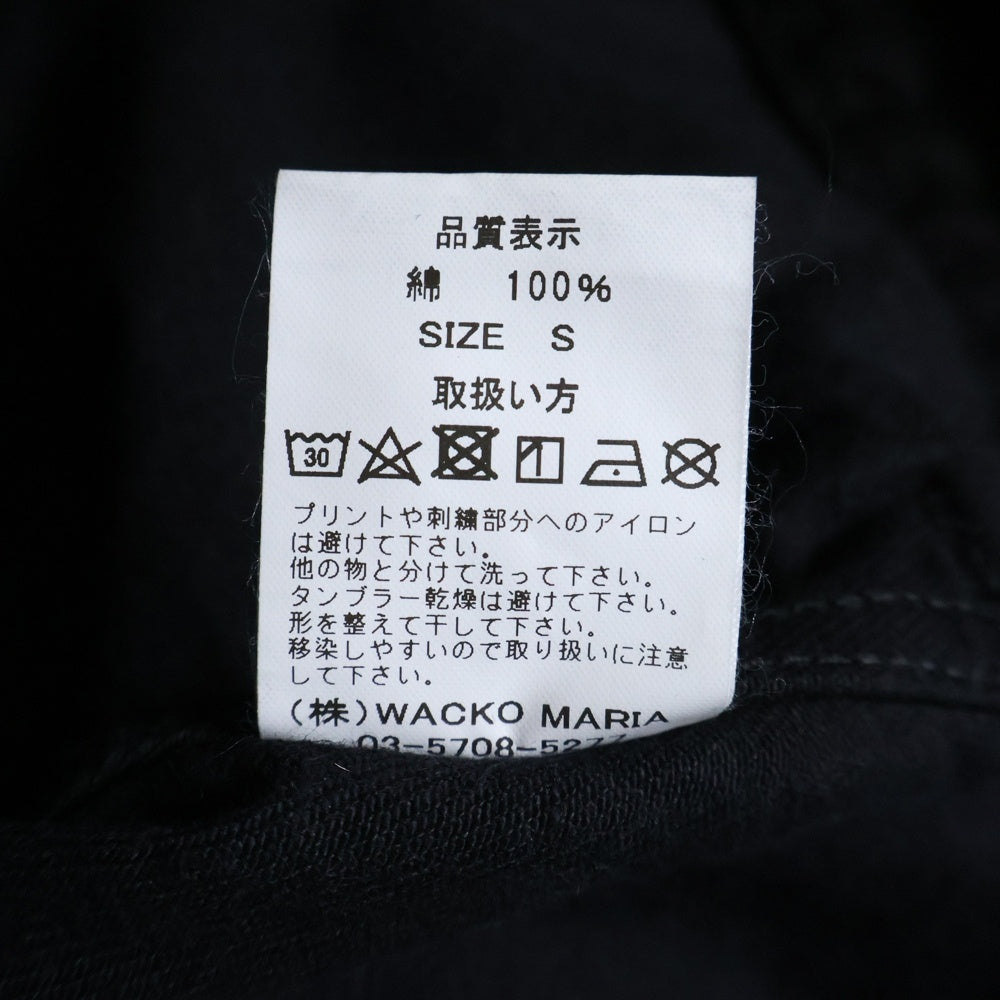 品質表示
綿 100%
SIZE S
取扱い方
30
プリントや刺繍部分へのアイロン
は避けて下さい。
他の物と分けて洗って下さい。
タンブラー乾燥は避けて下さい。
形を整えて干して下さい。
移染しやすいので取り扱いに注意
して下さい。
(株)WACKO MARIA
03-5708-5277